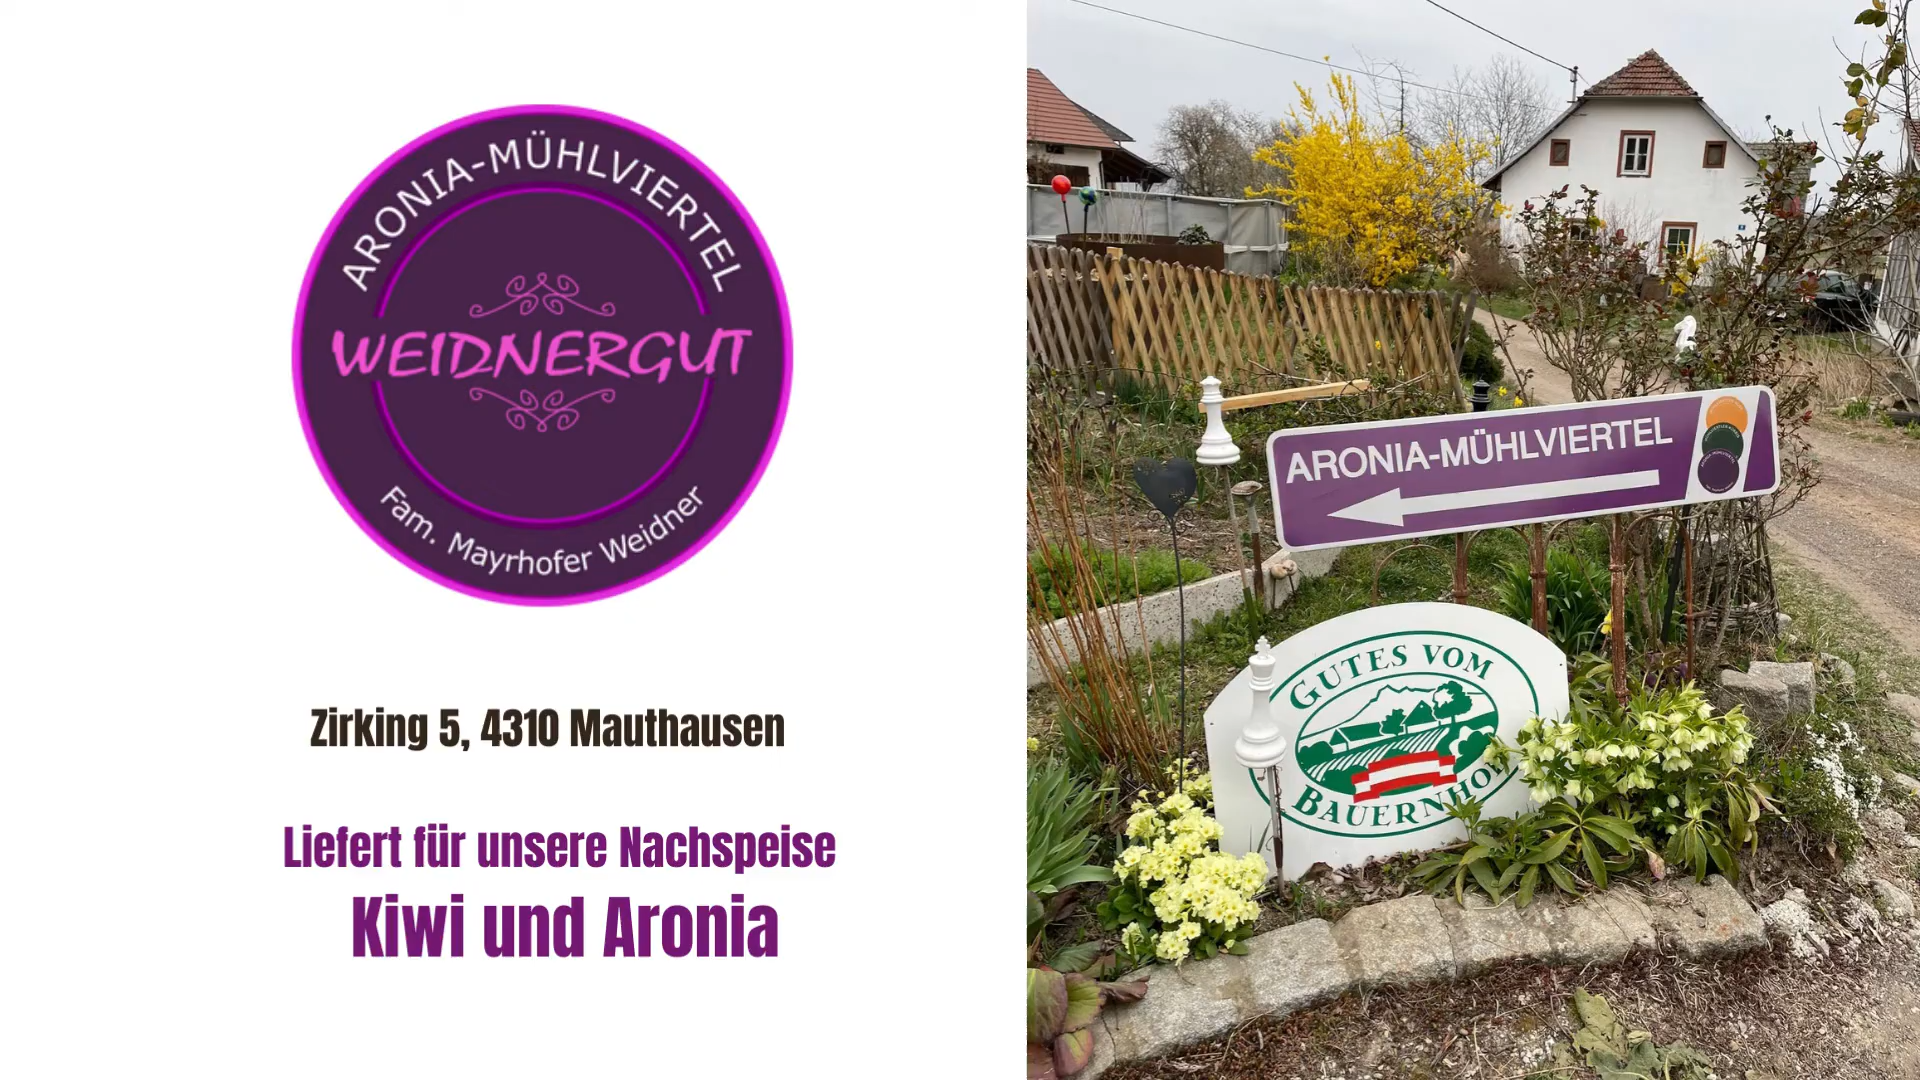 ARONIA-MÜHLVIERTEL
WEIDNERGUT
Fam. Mayrhofer Weidner
Zirking 5, 4310 Mauthausen
Liefert für unsere Nachspeise
Kiwi und Aronia
ARONIA-MÜHLVIERTEL
GUTES VOM
BAUERNHOF